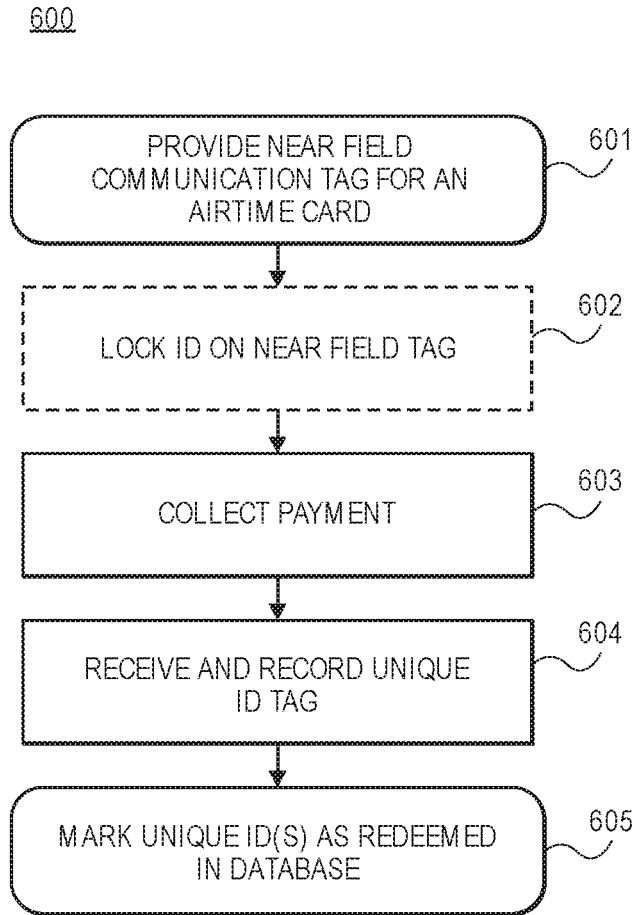 600
PROVIDE NEAR FIELD
COMMUNICATION TAG FOR AN
AIRTIME CARD
601
LOCK ID ON NEAR FIELD TAG
602
COLLECT PAYMENT
603
RECEIVE AND RECORD UNIQUE
ID TAG
604
MARK UNIQUE ID(S) AS REDEEMED
IN DATABASE
605